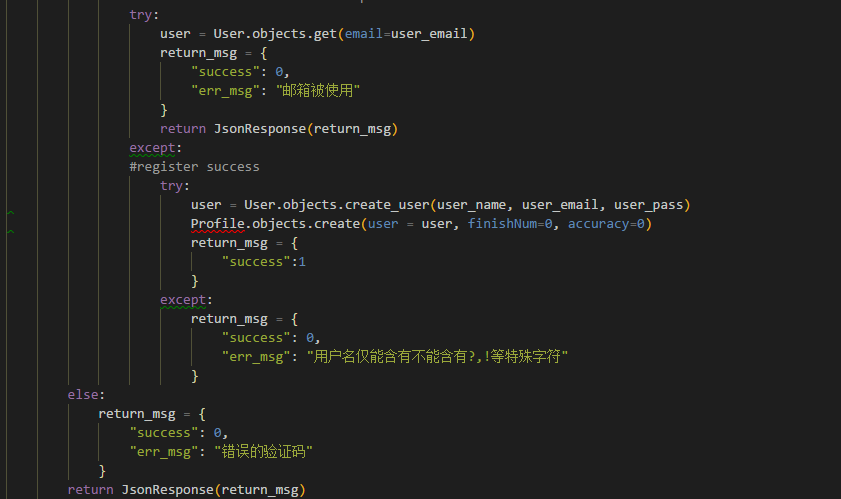 try:
user = User.objects.get(email=user_email)
return_msg = {
"success": 0,
"err_msg": "邮箱被使用"
}
return JsonResponse(return_msg)
except:
#register success
try:
user = User.objects.create_user(user_name, user_email, user_pass)
Profile.objects.create(user = user, finishNum=0, accuracy=0)
return_msg = {
"success":1
}
except:
return_msg = {
"success": 0,
"err_msg": "用户名仅能含有不能含有?,!等特殊字符"
}
else:
return_msg = {
"success": 0,
"err_msg": "错误的验证码"
}
return JsonResponse(return_msg)